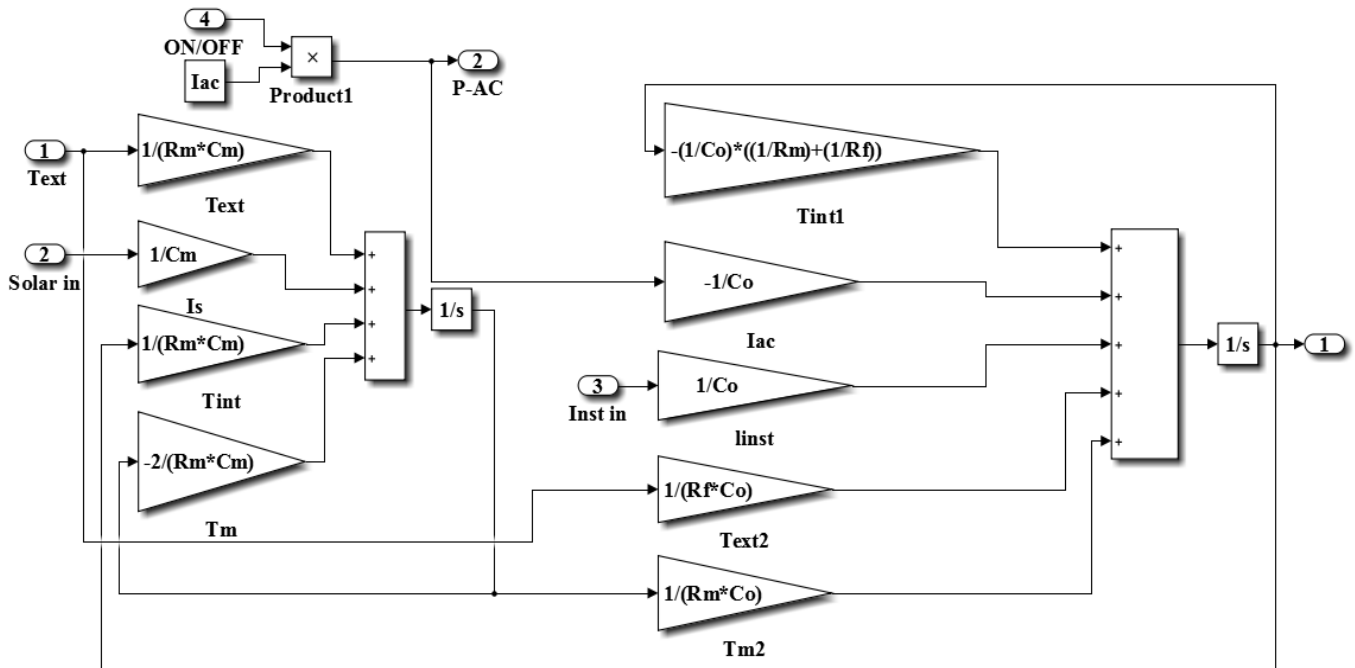 4
ON/OFF
Iac
×
Product1
2
P-AC
1
Text
1/(Rm*Cm)
Text
2
Solar in
1/Cm
Is
1/(Rm*Cm)
Tint
-2/(Rm*Cm)
Tm
+
+
+
+
1/s
-(1/Co)*((1/Rm)+(1/Rf))
Tint1
-1/Co
Iac
3
Inst in
1/Co
linst
1/(Rf*Co)
Text2
1/(Rm*Co)
Tm2
+
+
+
+
+
1/s
1